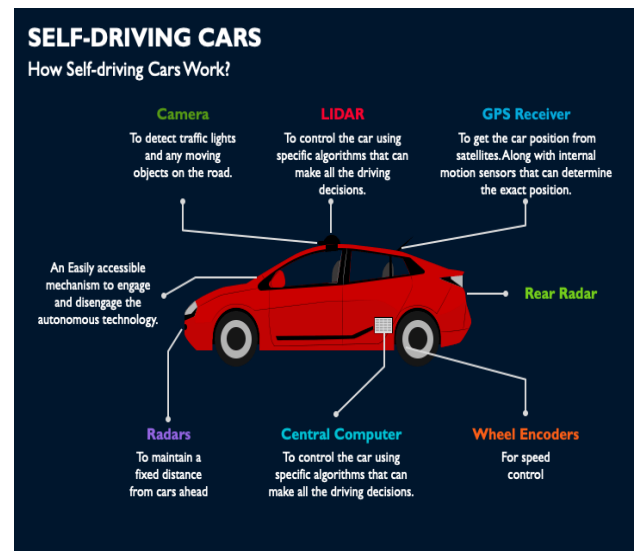 SELF-DRIVING CARS
How Self-driving Cars Work?
Camera
To detect traffic lights
and any moving
objects on the road.
LIDAR
To control the car using
specific algorithms that can
make all the driving
decisions.
GPS Receiver
To get the car position from
satellites.Along with internal
motion sensors that can determine
the exact position.
An Easily accessible
mechanism to engage
and disengage the
autonomous technology.
Rear Radar
Radars
To maintain a
fixed distance
from cars ahead
Central Computer
To control the car using
specific algorithms that can
make all the driving decisions.
Wheel Encoders
For speed
control